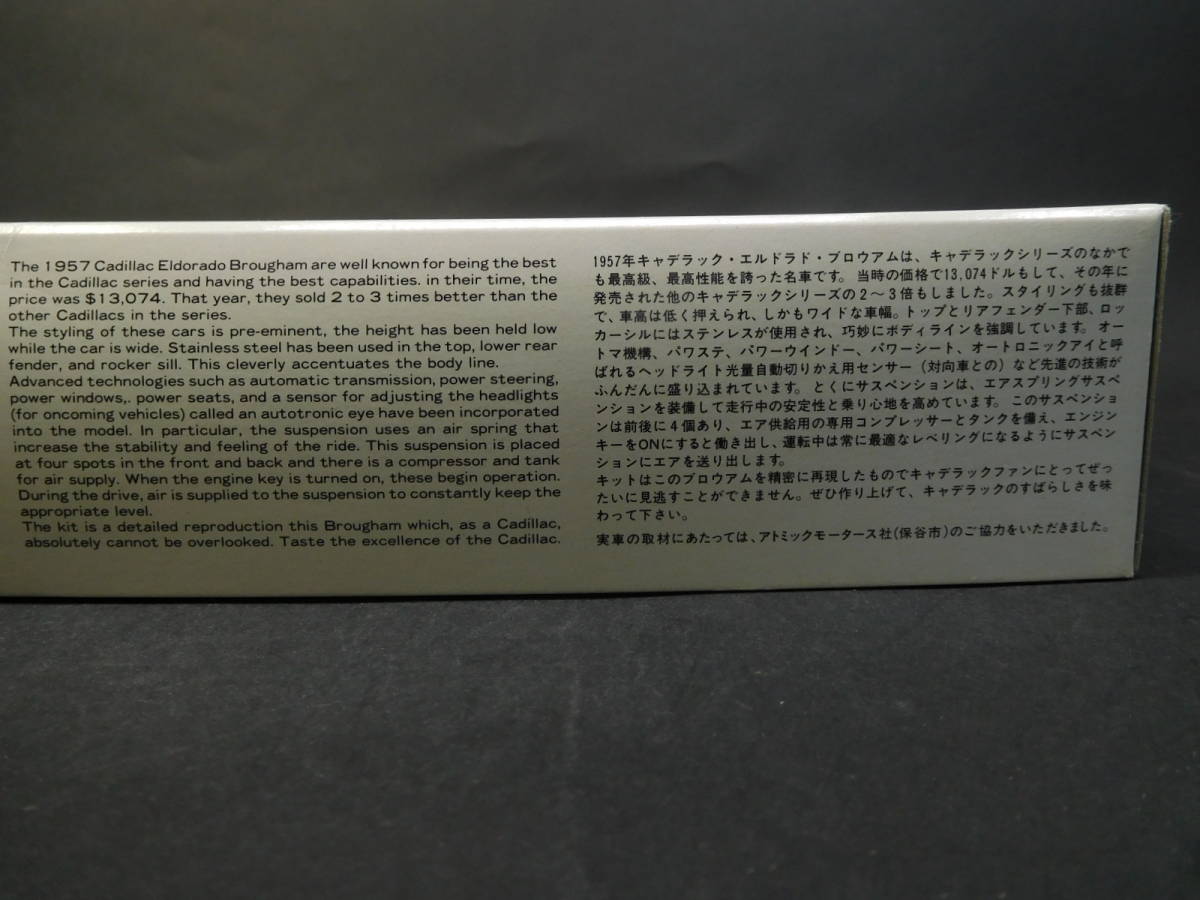 The 1957 Cadillac Eldorado Brougham are well known for being the best
in the Cadillac series and having the best capabilities. in their time, the
price was $13,074. That year, they sold 2 to 3 times better than the
other Cadillacs in the series.
The styling of these cars is pre-eminent, the height has been held low
while the car is wide. Stainless steel has been used in the top, lower rear
fender, and rocker sill. This cleverly accentuates the body line.
Advanced technologies such as automatic transmission, power steering,
power windows,. power seats, and a sensor for adjusting the headlights
(for oncoming vehicles) called an autotronic eye have been incorporated
into the model. In particular, the suspension uses an air spring that
increase the stability and feeling of the ride. This suspension is placed
at four spots in the front and back and there is a compressor and tank
for air supply. When the engine key is turned on, these begin operation.
During the drive, air is supplied to the suspension to constantly keep the
appropriate level.
The kit is a detailed reproduction this Brougham which, as a Cadillac,
absolutely cannot be overlooked. Taste the excellence of the Cadillac.
1957年キャデラック・エルドラド・ブロウアムは、キャデラックシリーズのなかで
も最高級、最高性能を誇った名車です。当時の価格で13,074ドルもして、その年に
発売された他のキャデラックシリーズの2〜3倍もしました。スタイリングも抜群
で、車高は低く押えられ、しかもワイドな車幅。トップとリアフェンダー下部、ロッ
カーシルにはステンレスが使用され、巧妙にボディラインを強調しています。オー
トマ機構、パワステ、パワーウインドー、パワーシート、オートロニックアイと呼
ばれるヘッドライト光量自動切りかえ用センサー（対向車との）など先進の技術が
ふんだんに盛り込まれています。とくにサスペンションは、エアスプリングサスペ
ンションを装備して走行中の安定性と乗り心地を高めています。このサスペンショ
ンは前後に4個あり、エア供給用の専用コンプレッサーとタンクを備え、エンジン
キーをONにすると働き出し、運転中は常に最適なレベリングになるようにサスペン
ションにエアを送り出します。
キットはこのブロウアムを精密に再現したものでキャデラックファンにとってぜっ
たいに見逃すことができません。ぜひ作り上げて、キャデラックのすばらしさを味
わって下さい。
実車の取材にあたっては、アトミックモータース社(保谷市)のご協力をいただきました。